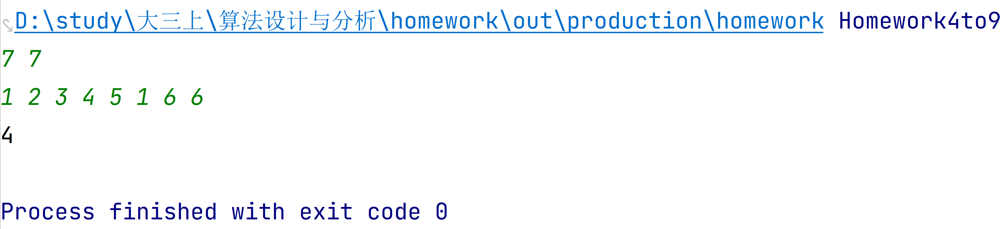 D:\study\大三上\算法设计与分析\homework\out\production\homework Homework4to9
7 7
1 2 3 4 5 1 6 6
4
Process finished with exit code 0